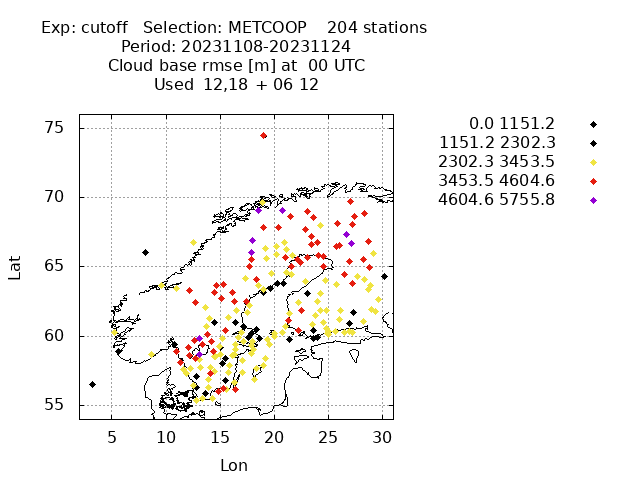 Exp: cutoff Selection: METCOOP 204 stations
Period: 20231108-20231124
Cloud base rmse [m] at 00 UTC
Used 12,18 + 06 12
0.0 1151.2
1151.2 2302.3
2302.3 3453.5
3453.5 4604.6
4604.6 5755.8
75
70
65
60
55
Lat
5 10 15 20 25 30
Lon